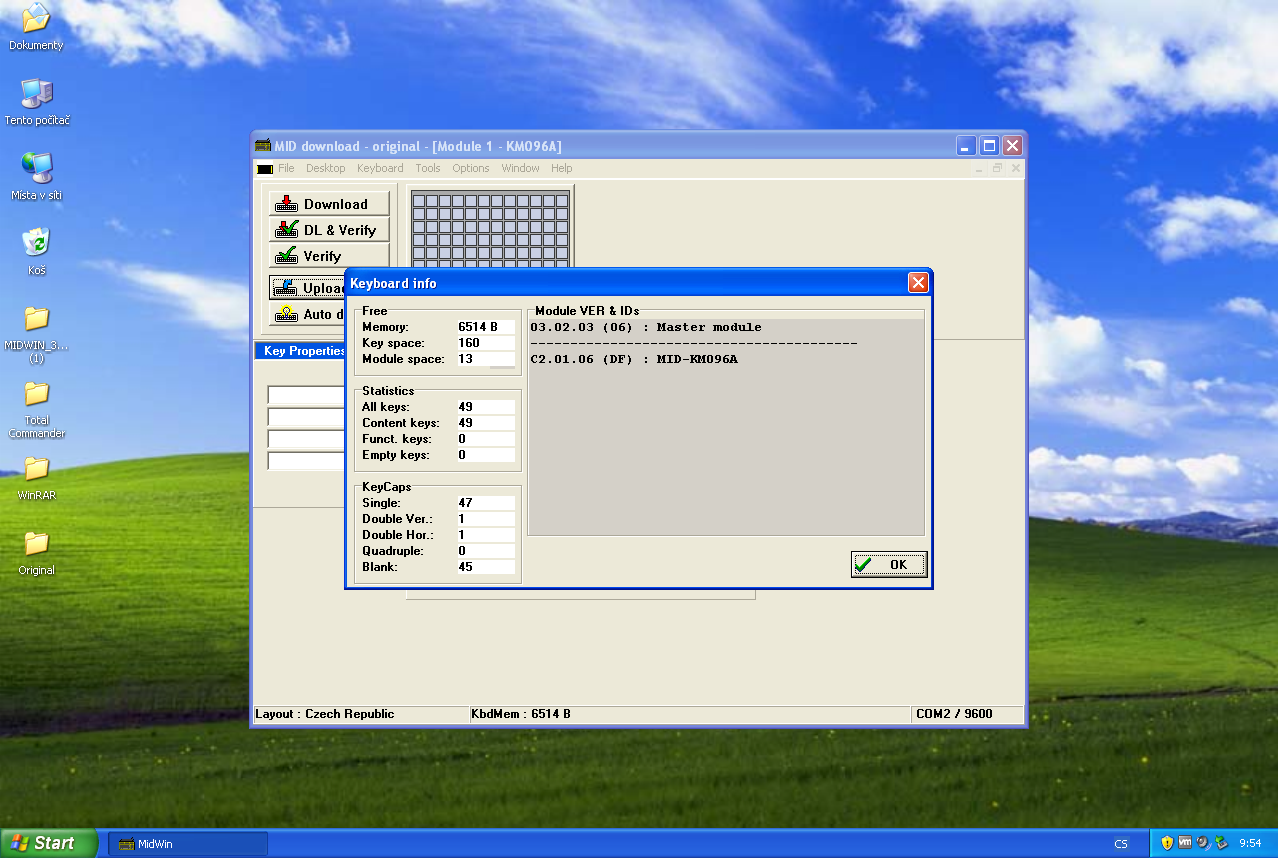 Dokumenty
Tento počítač
Místa v síti
Koš
MIDWIN_3...
(1)
Total
Commander
WinRAR
Original
MID download - original - [Module 1 - KM096A]
File Desktop Keyboard Tools Options Window Help
Download
DL & Verify
Verify
Uploa
Auto d
Key Properties
Keyboard info
Free
Memory: 6514 B
Key space: 160
Module space: 13
Statistics
All keys: 49
Content keys: 49
Funct. keys: 0
Empty keys: 0
KeyCaps
Single: 47
Double Ver.: 1
Double Hor.: 1
Quadruple: 0
Blank: 45
Module VER & IDs
03.02.03 (06) : Master module
-----------------------------------------
C2.01.06 (DF) : MID-KM096A
OK
Layout : Czech Republic KbdMem : 6514 B COM2 / 9600
Start MidWin CS vm 9:54